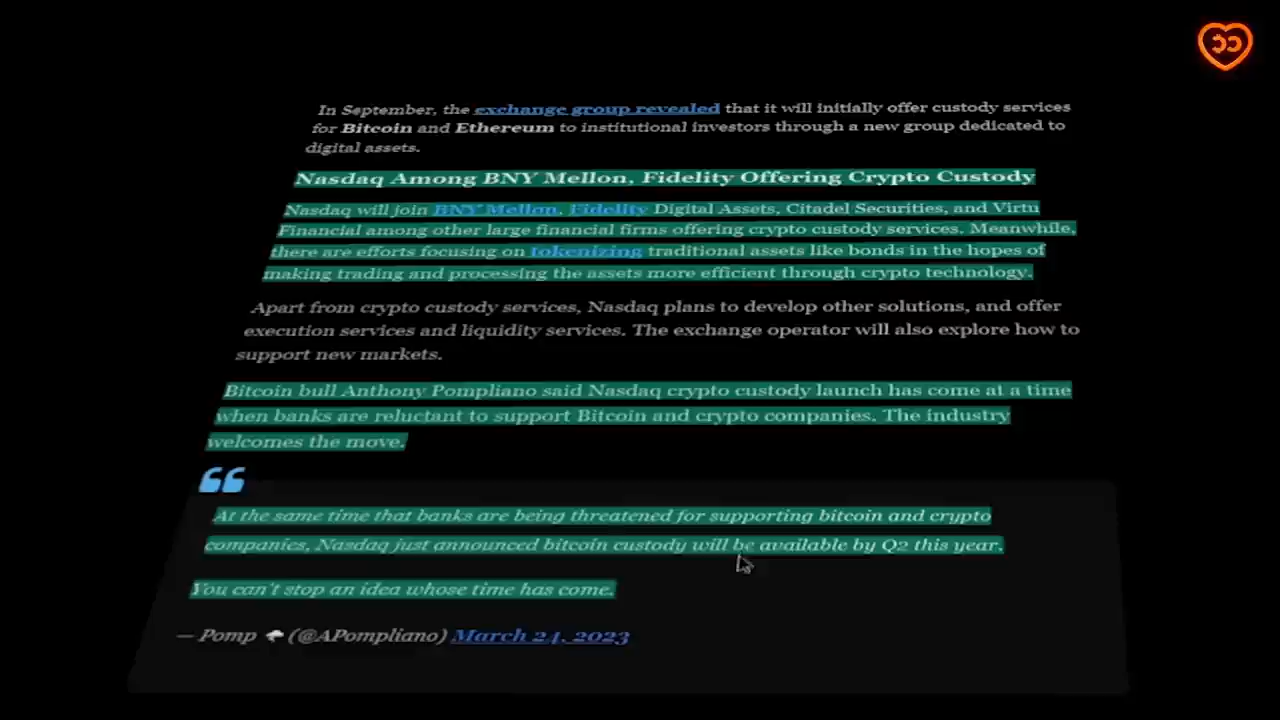 In September, the exchange group revealed that it will initially offer custody services
for Bitcoin and Ethereum to institutional investors through a new group dedicated to
digital assets.
Nasdaq Among BNY Mellon, Fidelity Offering Crypto Custody
Nasdaq will join BNY Mellon, Fidelity Digital Assets, Citadel Securities, and Virtu
Financial among other large financial firms offering crypto custody services. Meanwhile,
there are efforts focusing on tokenizing traditional assets like bonds in the hopes of
making trading and processing the assets more efficient through crypto technology.
Apart from crypto custody services, Nasdaq plans to develop other solutions, and offer
execution services and liquidity services. The exchange operator will also explore how to
support new markets.
Bitcoin bull Anthony Pompliano said Nasdaq crypto custody launch has come at a time
when banks are reluctant to support Bitcoin and crypto companies. The industry
welcomes the move.
At the same time that banks are being threatened for supporting bitcoin and crypto
companies, Nasdaq just announced bitcoin custody will be available by Q2 this year.
You can't stop an idea whose time has come.
— Pomp 🌪 (@APompliano) March 24, 2023